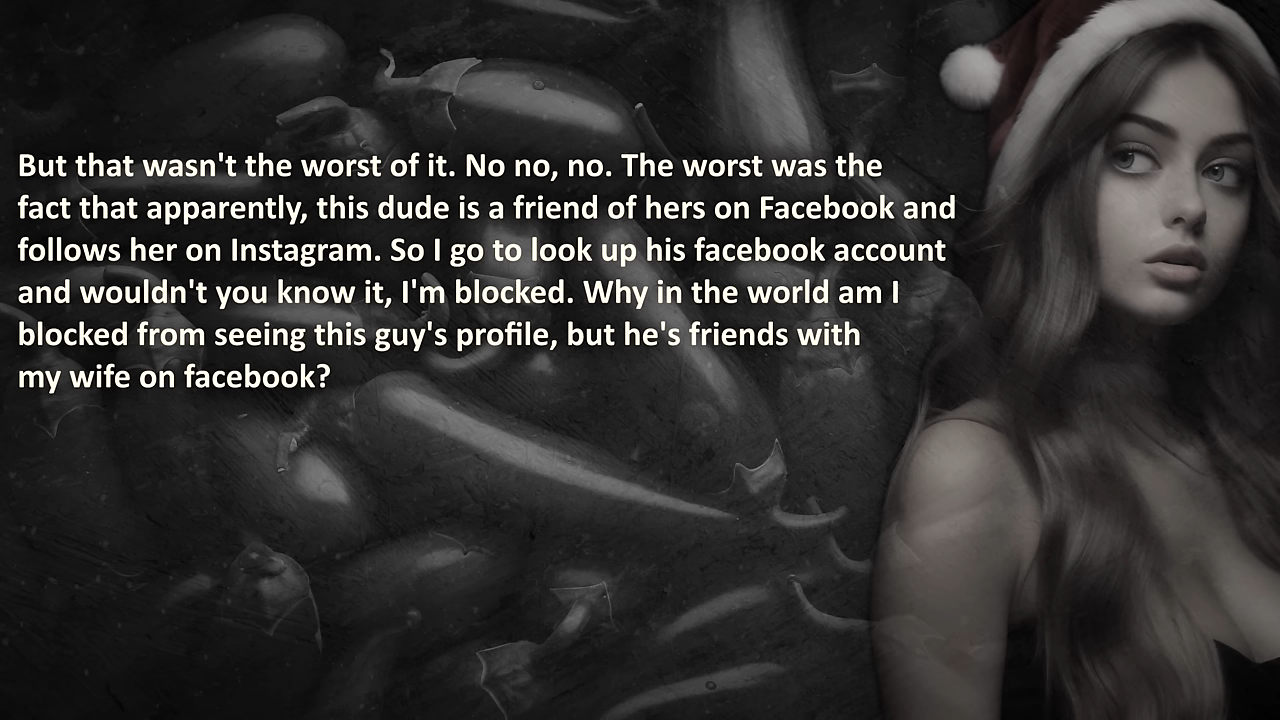 But that wasn't the worst of it. No no, no. The worst was the
fact that apparently, this dude is a friend of hers on Facebook and
follows her on Instagram. So I go to look up his facebook account
and wouldn't you know it, I'm blocked. Why in the world am I
blocked from seeing this guy's profile, but he's friends with
my wife on facebook?